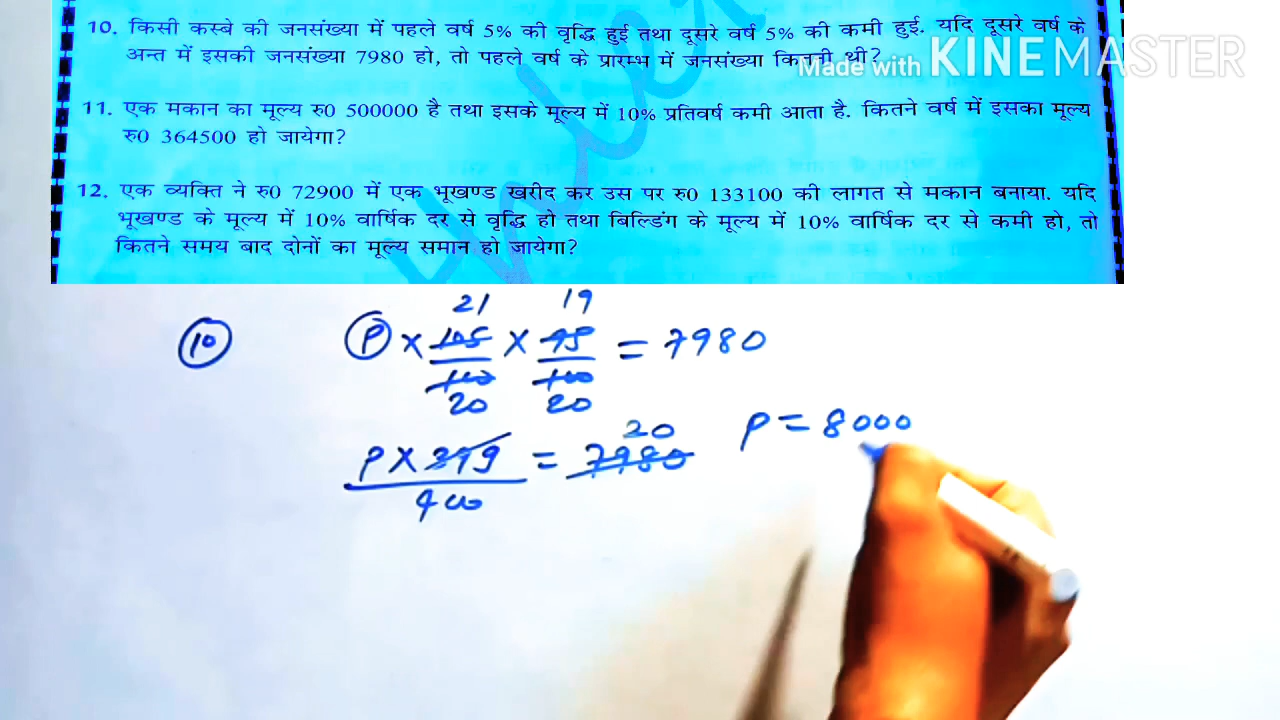 10. किसी कस्बे की जनसंख्या में पहले वर्ष 5% की वृद्धि हुई तथा दूसरे वर्ष 5% की कमी हुई. यदि दूसरे वर्ष के
अन्त में इसकी जनसंख्या 7980 हो, तो पहले वर्ष के प्रारम्भ में जनसंख्या कितनी थी?
Made with KINEMASTER
11. एक मकान का मूल्य रु0 500000 है तथा इसके मूल्य में 10% प्रतिवर्ष कमी आता है. कितने वर्ष में इसका मूल्य
रु0 364500 हो जायेगा?
12. एक व्यक्ति ने रु0 72900 में एक भूखण्ड खरीद कर उस पर रु0 133100 की लागत से मकान बनाया. यदि
भूखण्ड के मूल्य में 10% वार्षिक दर से वृद्धि हो तथा बिल्डिंग के मूल्य में 10% वार्षिक दर से कमी हो, तो
कितने समय बाद दोनों का मूल्य समान हो जायेगा?
21 19
10 P × 105 × 95 = 7980
100 100
20 20
20 P = 8000
P × 399 = 7980
400